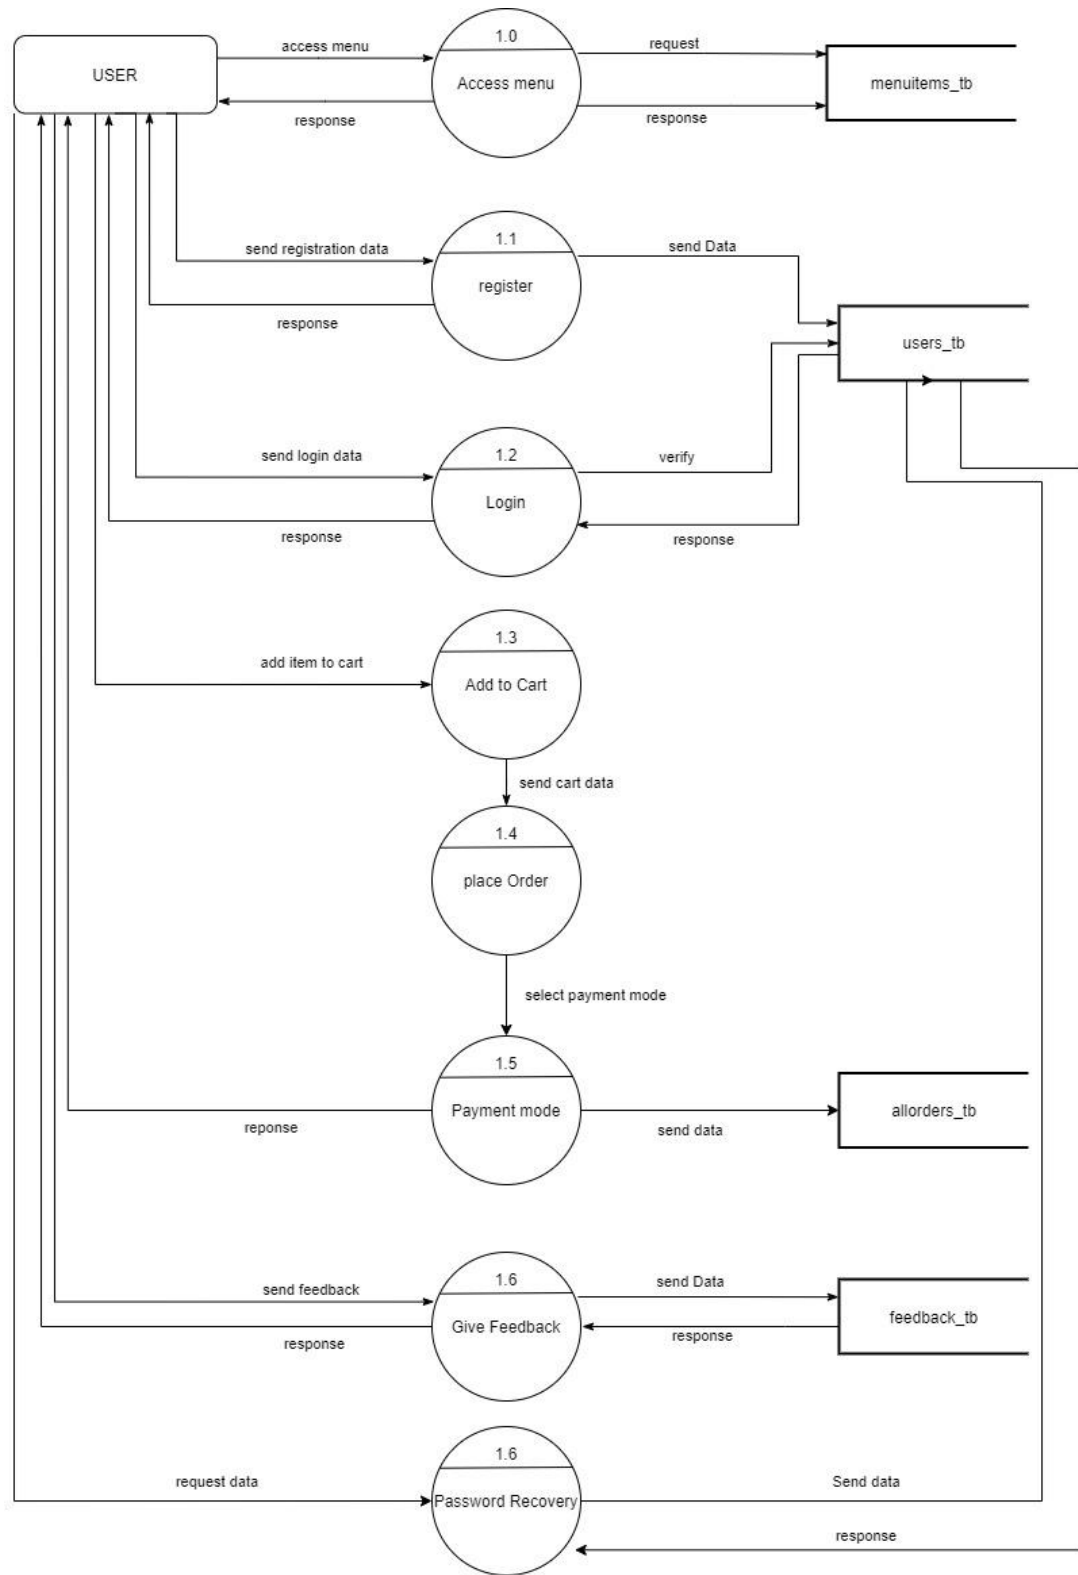 1.0
access menu
request
USER
Access menu
menuitems_tb
response
response
1.1
send registration data
send Data
register
response
users_tb
1.2
send login data
verify
Login
response
response
1.3
add item to cart
Add to Cart
send cart data
1.4
place Order
select payment mode
1.5
Payment mode
allorders_tb
reponse
send data
1.6
send feedback
send Data
Give Feedback
feedback_tb
response
response
1.6
request data
Send data
Password Recovery
response